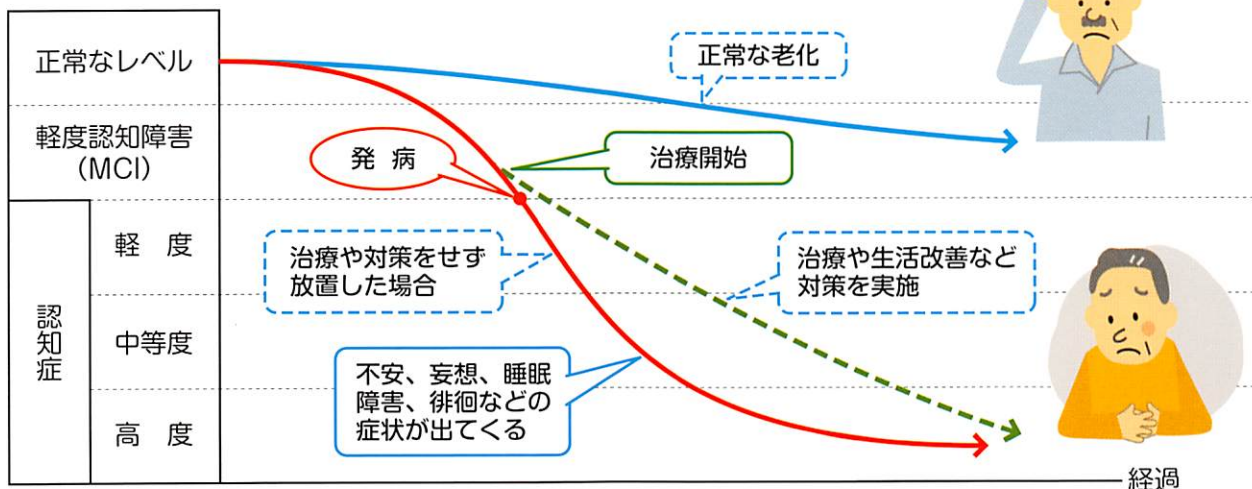 正常なレベル
正常な老化
軽度認知障害
(MCI)
発 病
治療開始
認知症
軽 度
治療や対策をせず
放置した場合
治療や生活改善など
対策を実施
中等度
不安、妄想、睡眠
障害、徘徊などの
症状が出てくる
高 度
経過